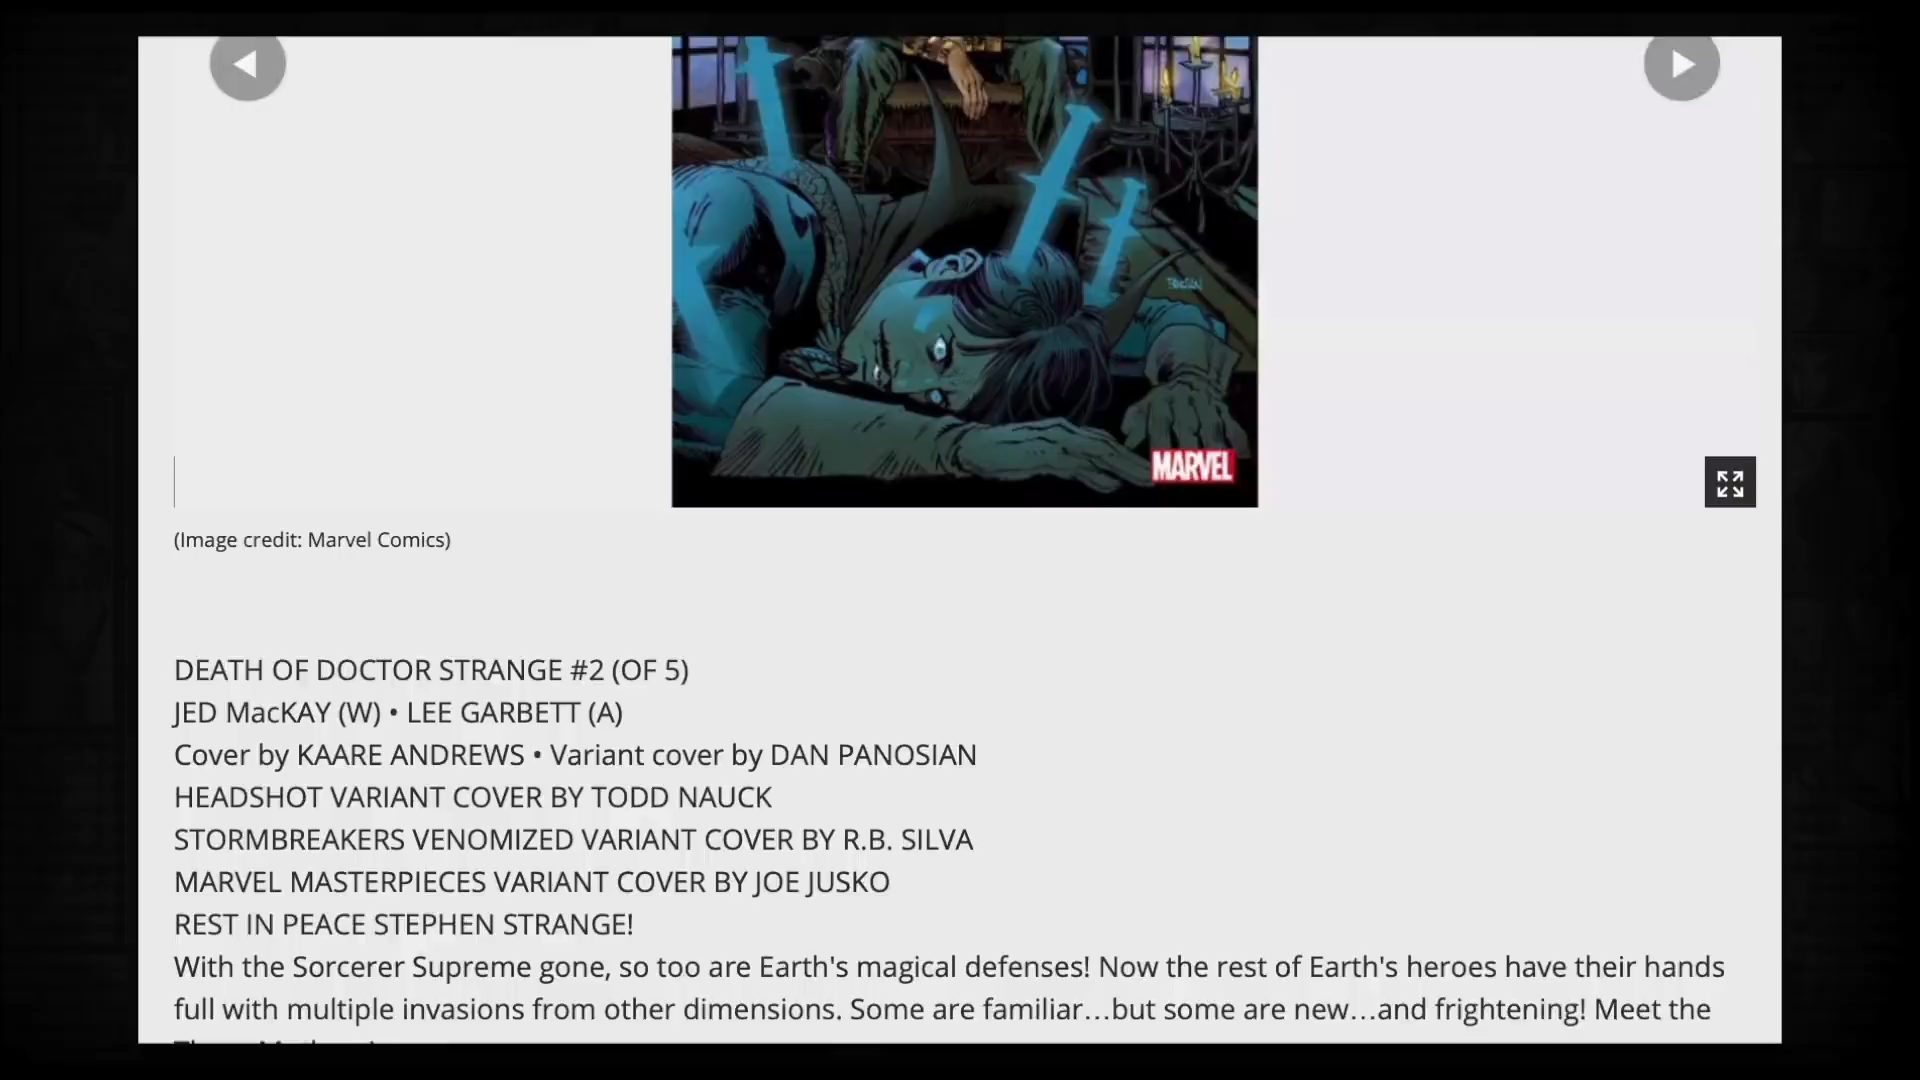 MARVEL
(Image credit: Marvel Comics)
DEATH OF DOCTOR STRANGE #2 (OF 5)
JED MacKAY (W) • LEE GARBETT (A)
Cover by KAARE ANDREWS • Variant cover by DAN PANOSIAN
HEADSHOT VARIANT COVER BY TODD NAUCK
STORMBREAKERS VENOMIZED VARIANT COVER BY R.B. SILVA
MARVEL MASTERPIECES VARIANT COVER BY JOE JUSKO
REST IN PEACE STEPHEN STRANGE!
With the Sorcerer Supreme gone, so too are Earth's magical defenses! Now the rest of Earth's heroes have their hands
full with multiple invasions from other dimensions. Some are familiar…but some are new…and frightening! Meet the